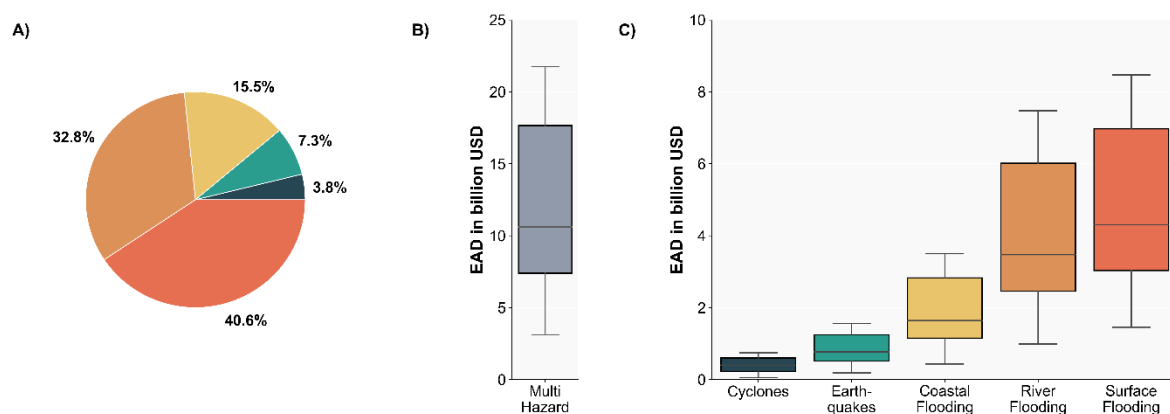 A)
15.5%
32.8%
7.3%
3.8%
40.6%
B)
EAD in billion USD
25
20
15
10
5
0
Multi
Hazard
C)
EAD in billion USD
10
8
6
4
2
0
Cyclones
Earth-
quakes
Coastal
Flooding
River
Flooding
Surface
Flooding